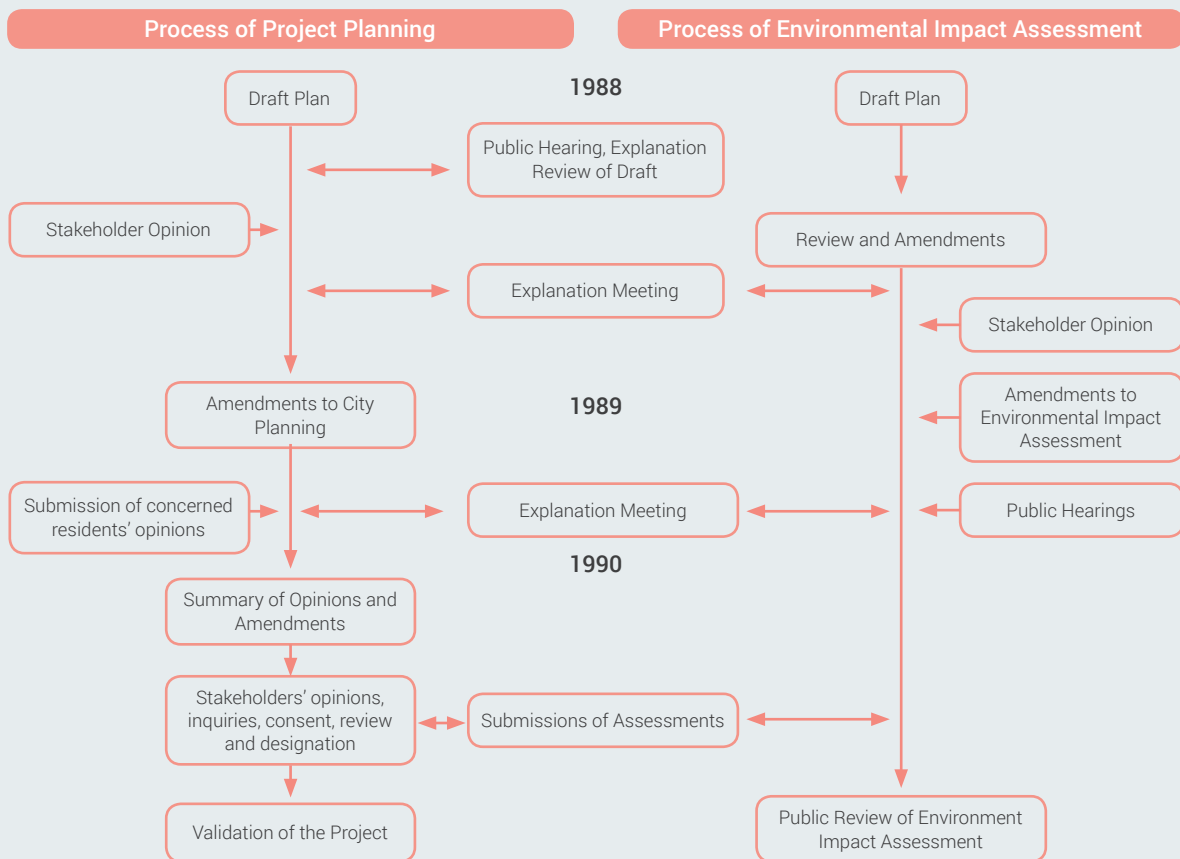 Process of Project Planning
Process of Environmental Impact Assessment
1988
Draft Plan
Draft Plan
Public Hearing, Explanation
Review of Draft
Stakeholder Opinion
Review and Amendments
Explanation Meeting
Stakeholder Opinion
Amendments to City
Planning
1989
Amendments to
Environmental Impact
Assessment
Submission of concerned
residents’ opinions
Explanation Meeting
Public Hearings
1990
Summary of Opinions and
Amendments
Stakeholders’ opinions,
inquiries, consent, review
and designation
Submissions of Assessments
Validation of the Project
Public Review of Environment
Impact Assessment